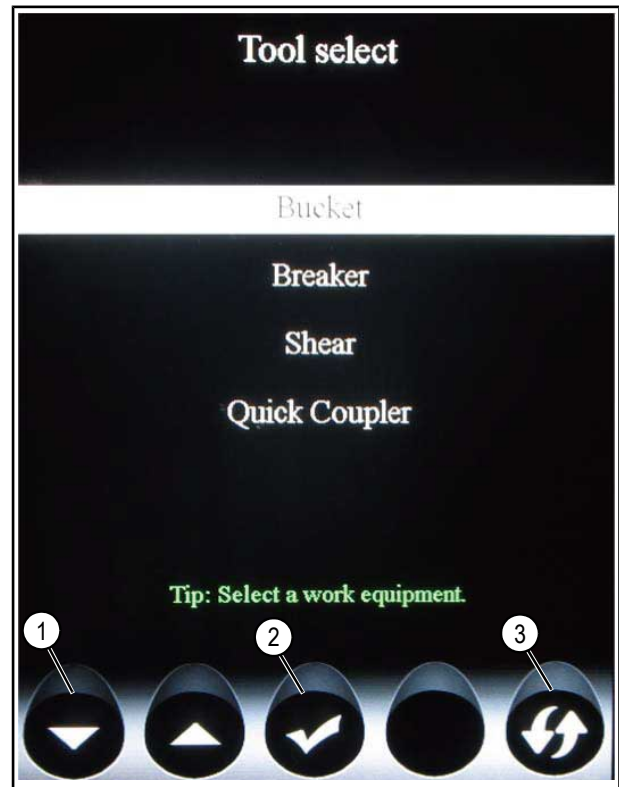 Tool select
Bucket
Breaker
Shear
Quick Coupler
Tip: Select a work equipment.
1
2
3